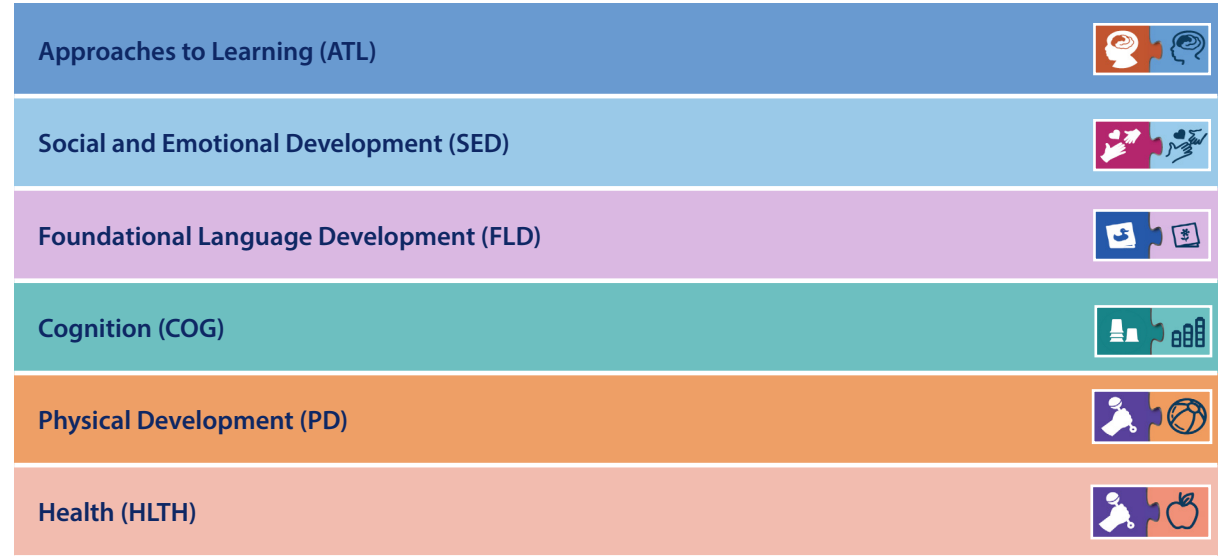 Approaches to Learning (ATL)
Social and Emotional Development (SED)
Foundational Language Development (FLD)
Cognition (COG)
Physical Development (PD)
Health (HLTH)